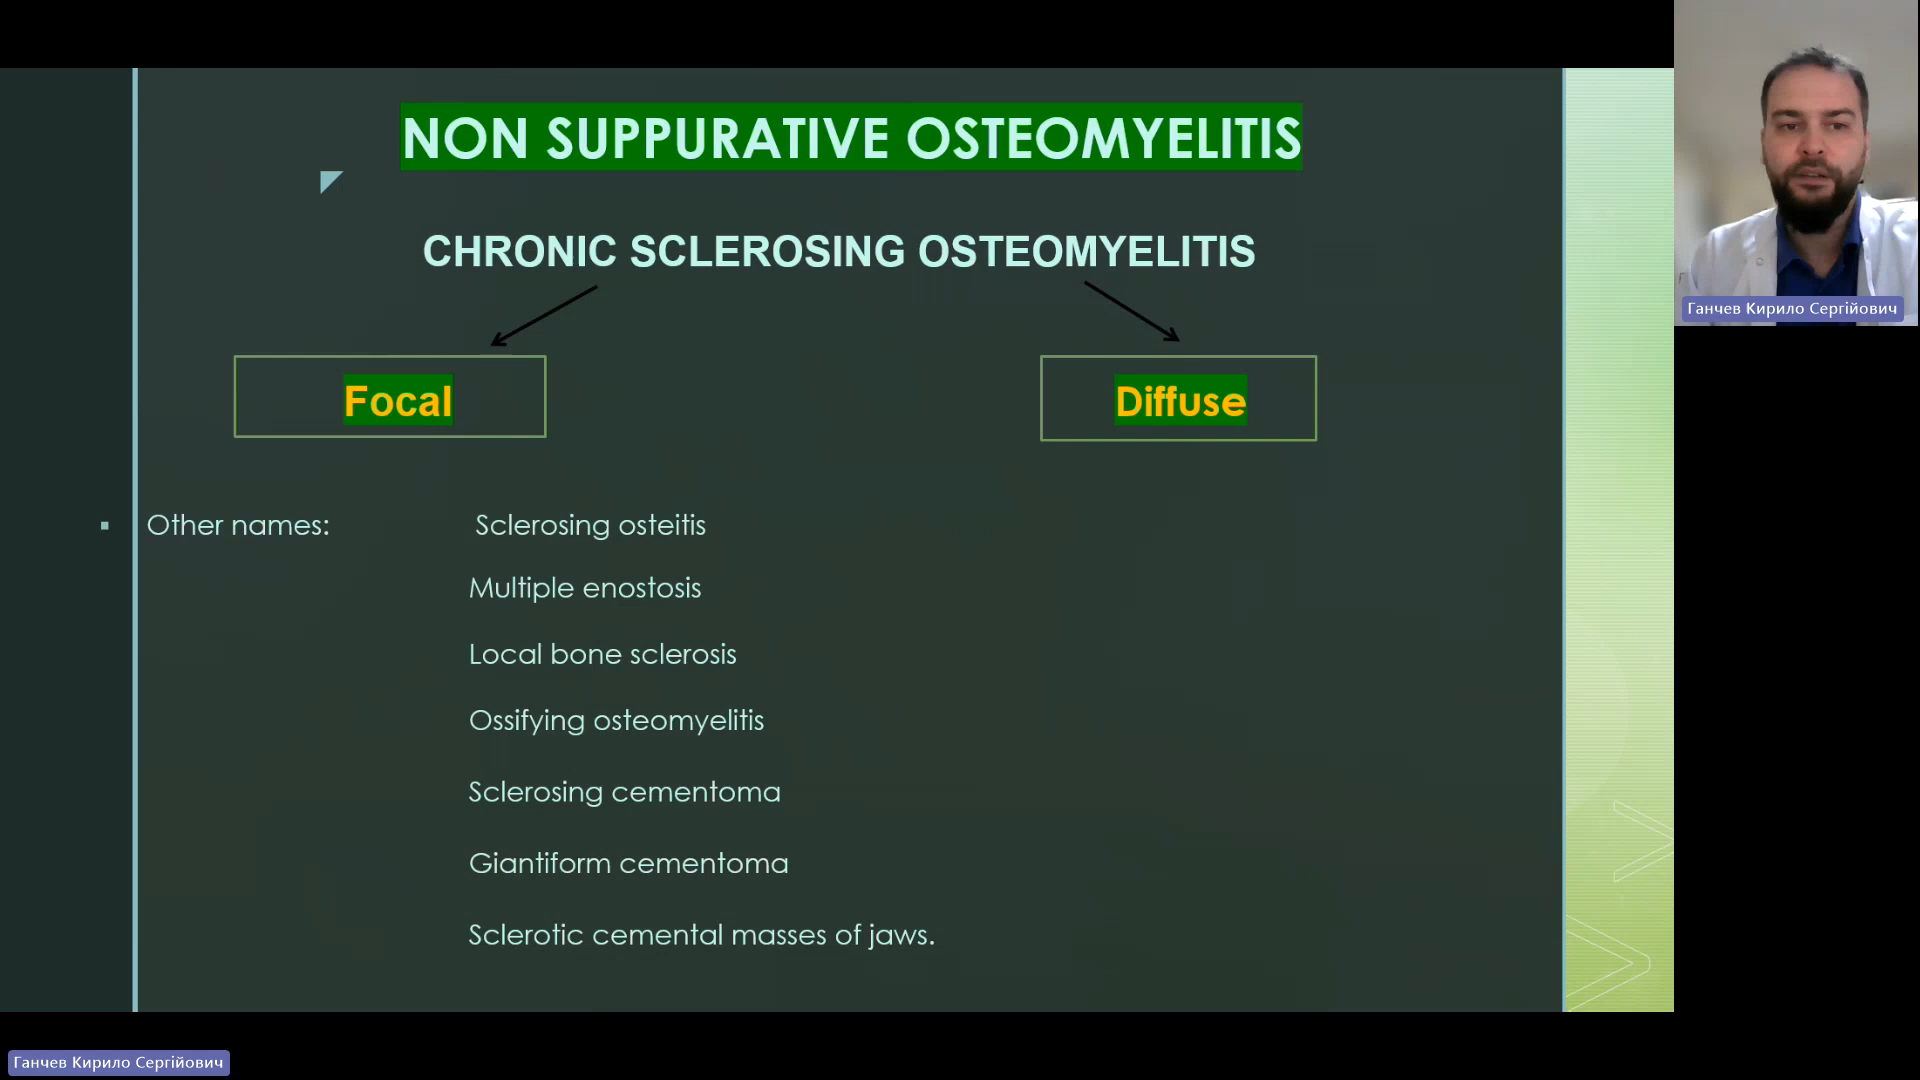 NON SUPPURATIVE OSTEOMYELITIS
CHRONIC SCLEROSING OSTEOMYELITIS
Focal
Diffuse
Other names: Sclerosing osteitis
Multiple enostosis
Local bone sclerosis
Ossifying osteomyelitis
Sclerosing cementoma
Giantiform cementoma
Sclerotic cemental masses of jaws.
Ганчев Кирило Сергійович
Ганчев Кирило Сергійович